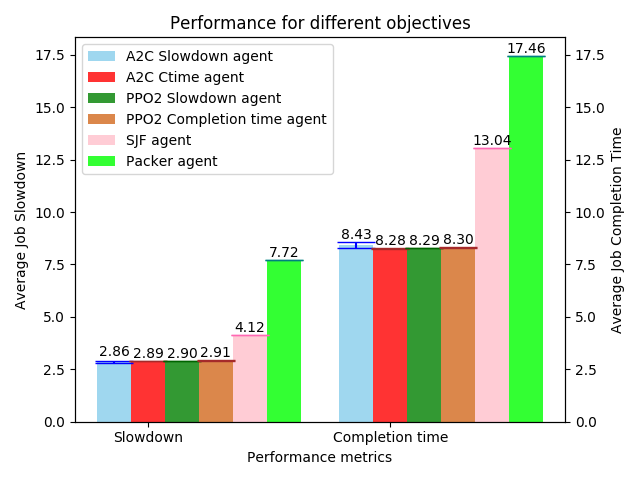 Performance for different objectives
A2C Slowdown agent
A2C Ctime agent
PPO2 Slowdown agent
PPO2 Completion time agent
SJF agent
Packer agent
Average Job Slowdown
17.5
15.0
12.5
10.0
7.5
5.0
2.5
0.0
2.86
2.89
2.90
2.91
4.12
7.72
8.43
8.28
8.29
8.30
13.04
17.46
17.5
15.0
12.5
10.0
7.5
5.0
2.5
0.0
Average Job Completion Time
Slowdown
Completion time
Performance metrics